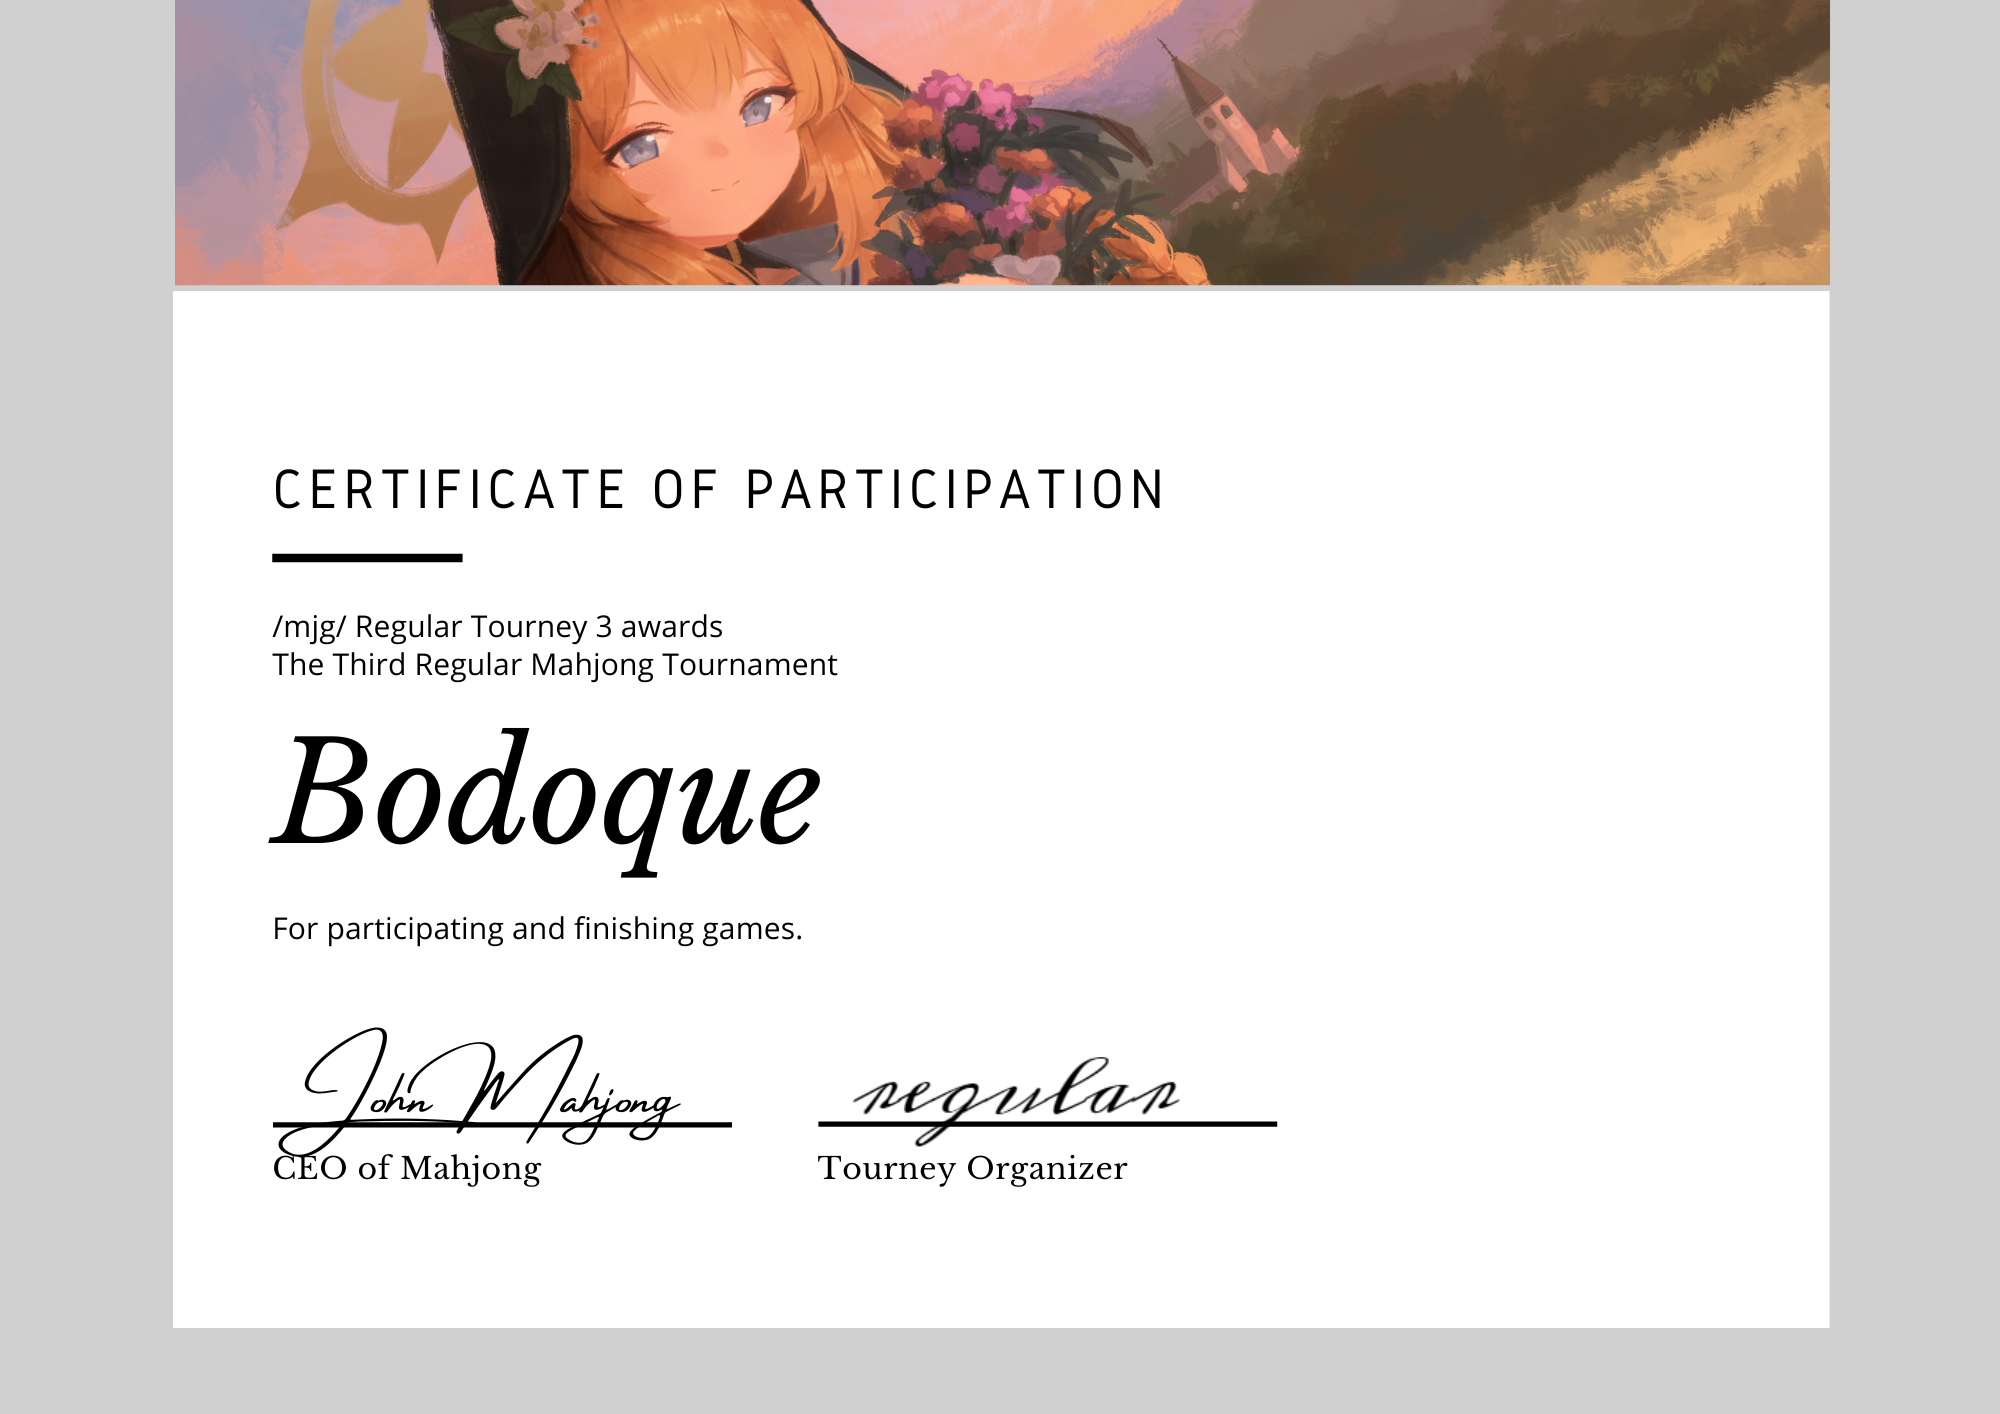 CERTIFICATE OF PARTICIPATION
/mjg/ Regular Tourney 3 awards
The Third Regular Mahjong Tournament
Bodoque
For participating and finishing games.
John Mahjong
CEO of Mahjong
regular
Tourney Organizer